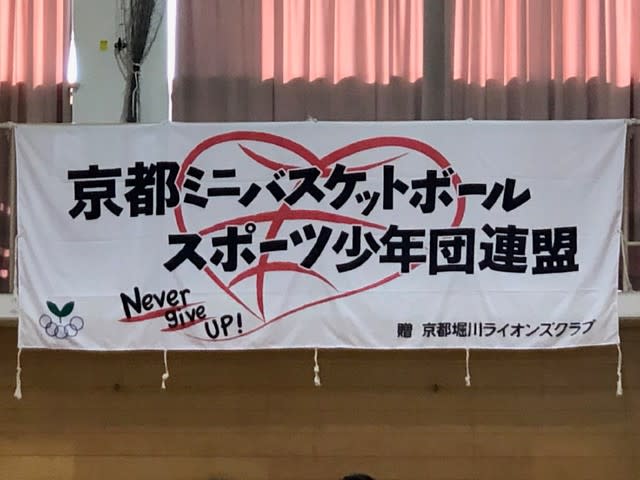 京都ミニバスケットボール
スポーツ少年団連盟
Never
give
UP!
贈 京都堀川ライオンズクラブ